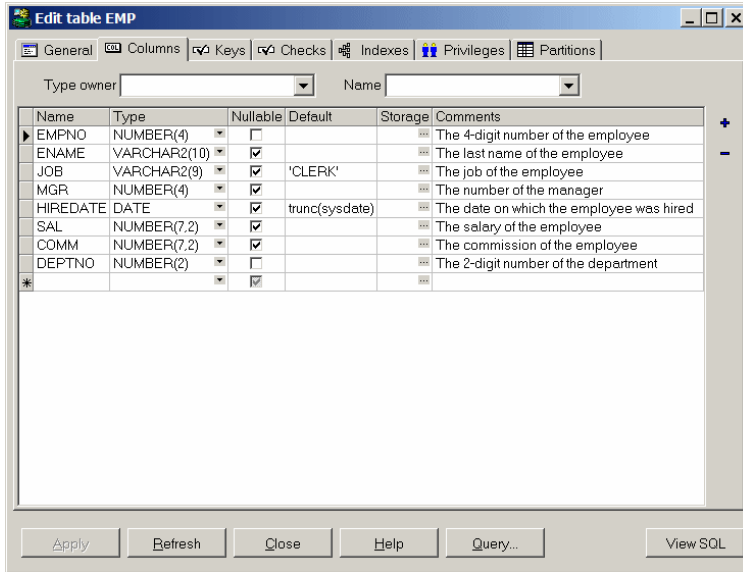 Edit table EMP
General Columns Keys Checks Indexes Privileges Partitions
Type owner Name
Name Type Nullable Default Storage Comments
EMPNO NUMBER(4) ... The 4-digit number of the employee
ENAME VARCHAR2(10) ... The last name of the employee
JOB VARCHAR2(9) 'CLERK' ... The job of the employee
MGR NUMBER(4) ... The number of the manager
HIREDATE DATE trunc(sysdate) ... The date on which the employee was hired
SAL NUMBER(7,2) ... The salary of the employee
COMM NUMBER(7,2) ... The commission of the employee
DEPTNO NUMBER(2) ... The 2-digit number of the department
* ...
Apply Refresh Close Help Query... View SQL